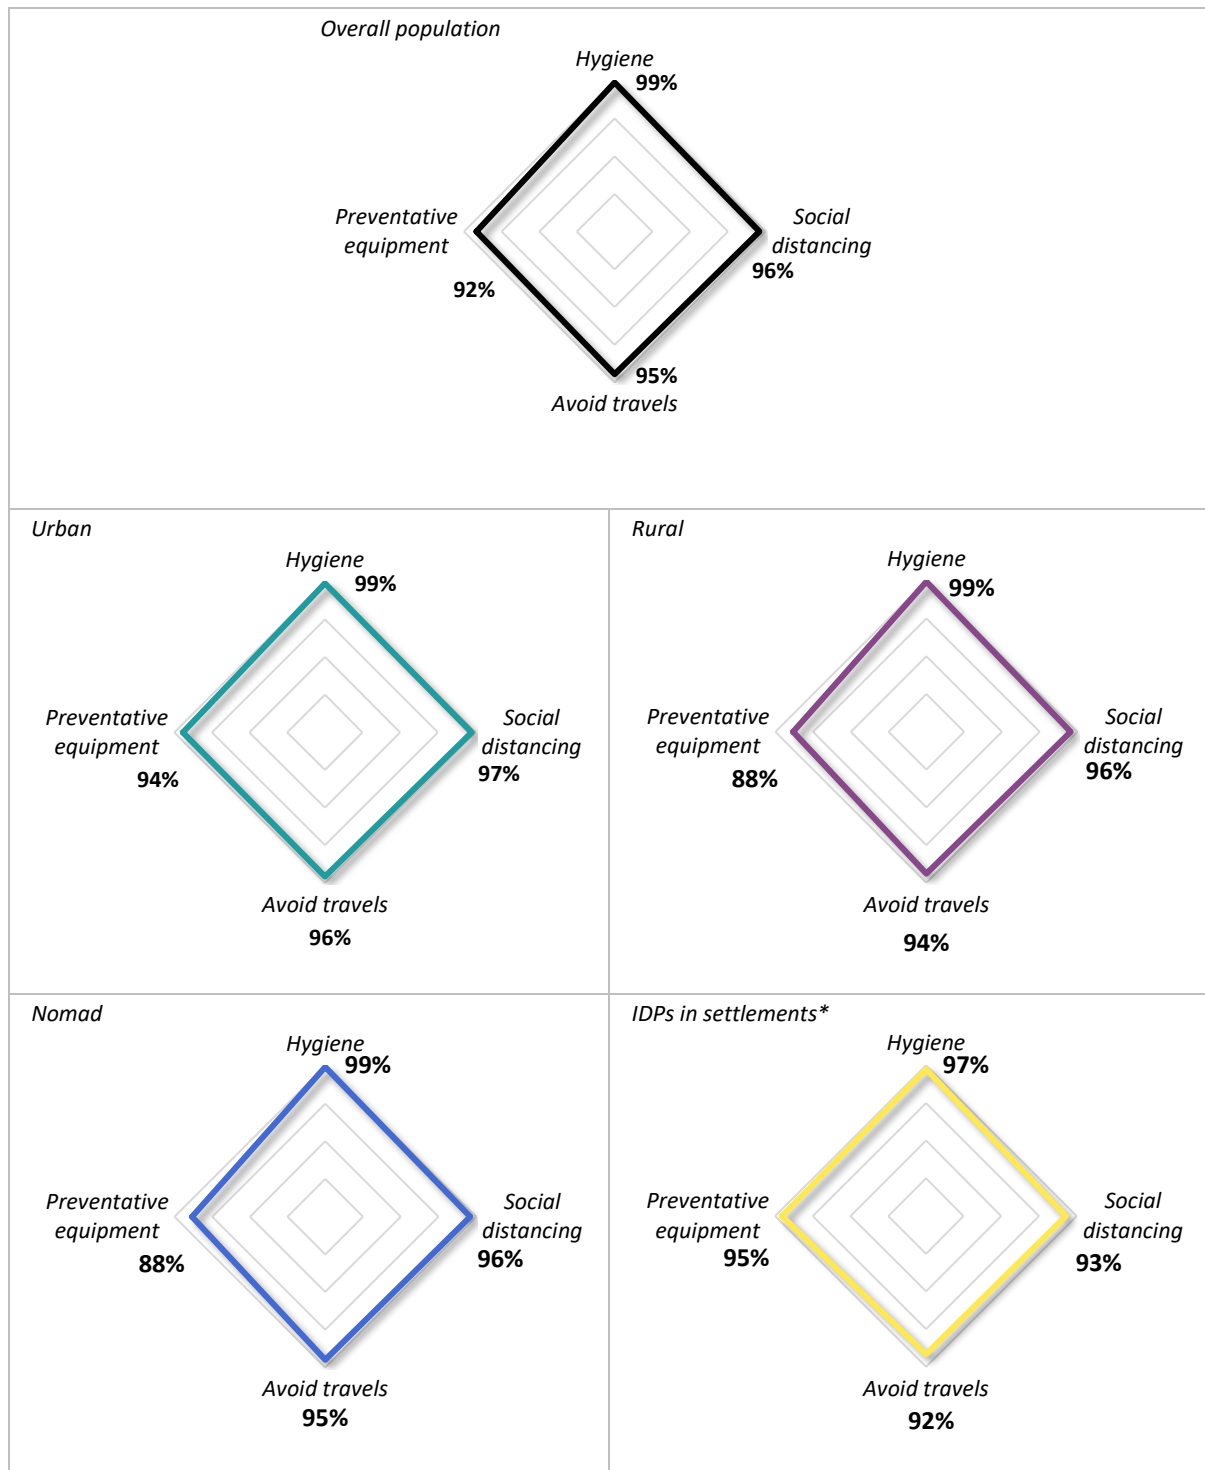 Overall population
Hygiene
99%
Preventative
equipment
92%
Social
distancing
96%
95%
Avoid travels
Urban
Hygiene
99%
Preventative
equipment
94%
Social
distancing
97%
Avoid travels
96%
Rural
Hygiene
99%
Preventative
equipment
88%
Social
distancing
96%
Avoid travels
94%
Nomad
Hygiene
99%
Preventative
equipment
88%
Social
distancing
96%
Avoid travels
95%
IDPs in settlements*
Hygiene
97%
Preventative
equipment
95%
Social
distancing
93%
Avoid travels
92%